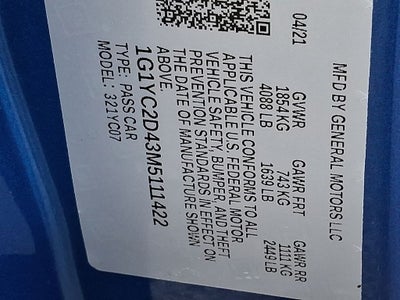 MFD BY GENERAL MOTORS LLC
04/21 GVWR GAWR FRT GAWR RR
1854 KG 743 KG 1111 KG
4088 LB 1639 LB 2449 LB
THIS VEHICLE CONFORMS TO ALL
APPLICABLE U.S. FEDERAL MOTOR
VEHICLE SAFETY, BUMPER, AND THEFT
PREVENTION STANDARDS IN EFFECT ON
THE DATE OF MANUFACTURE SHOWN
ABOVE.
1G1YC2D43M5111422
TYPE: PASS CAR
MODEL: 321YC07